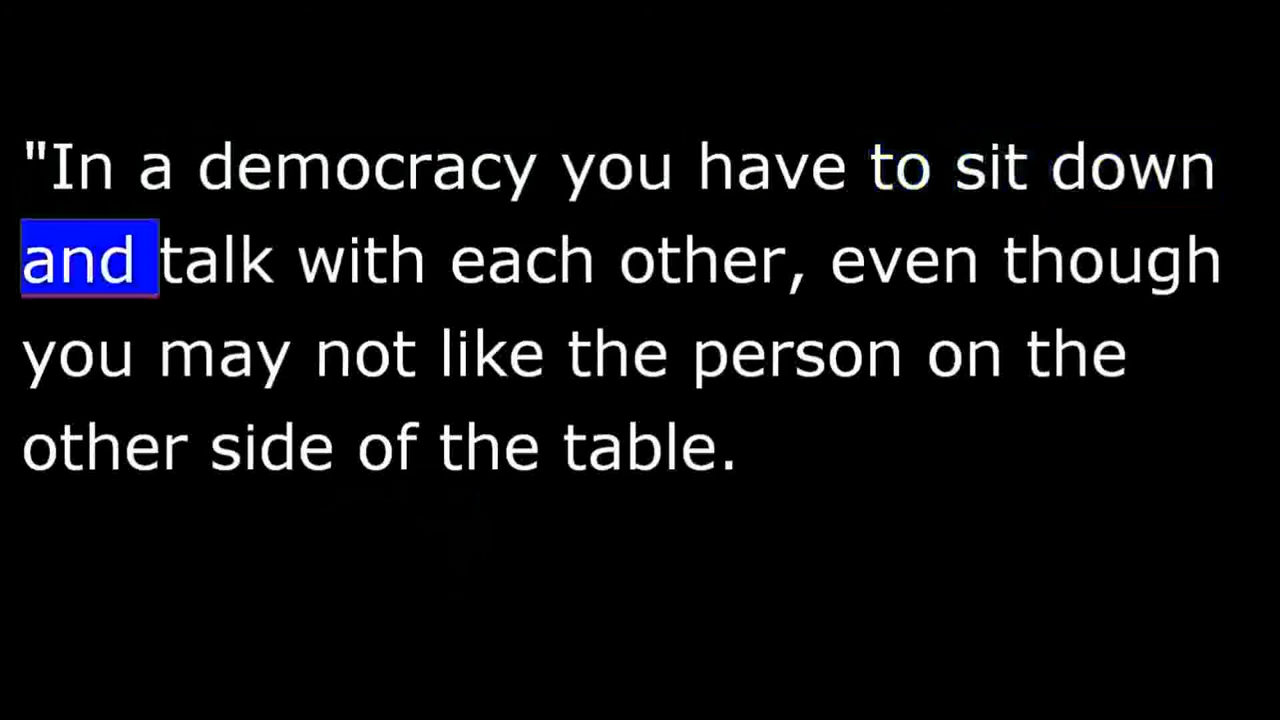 "In a democracy you have to sit down
and talk with each other, even though
you may not like the person on the
other side of the table.